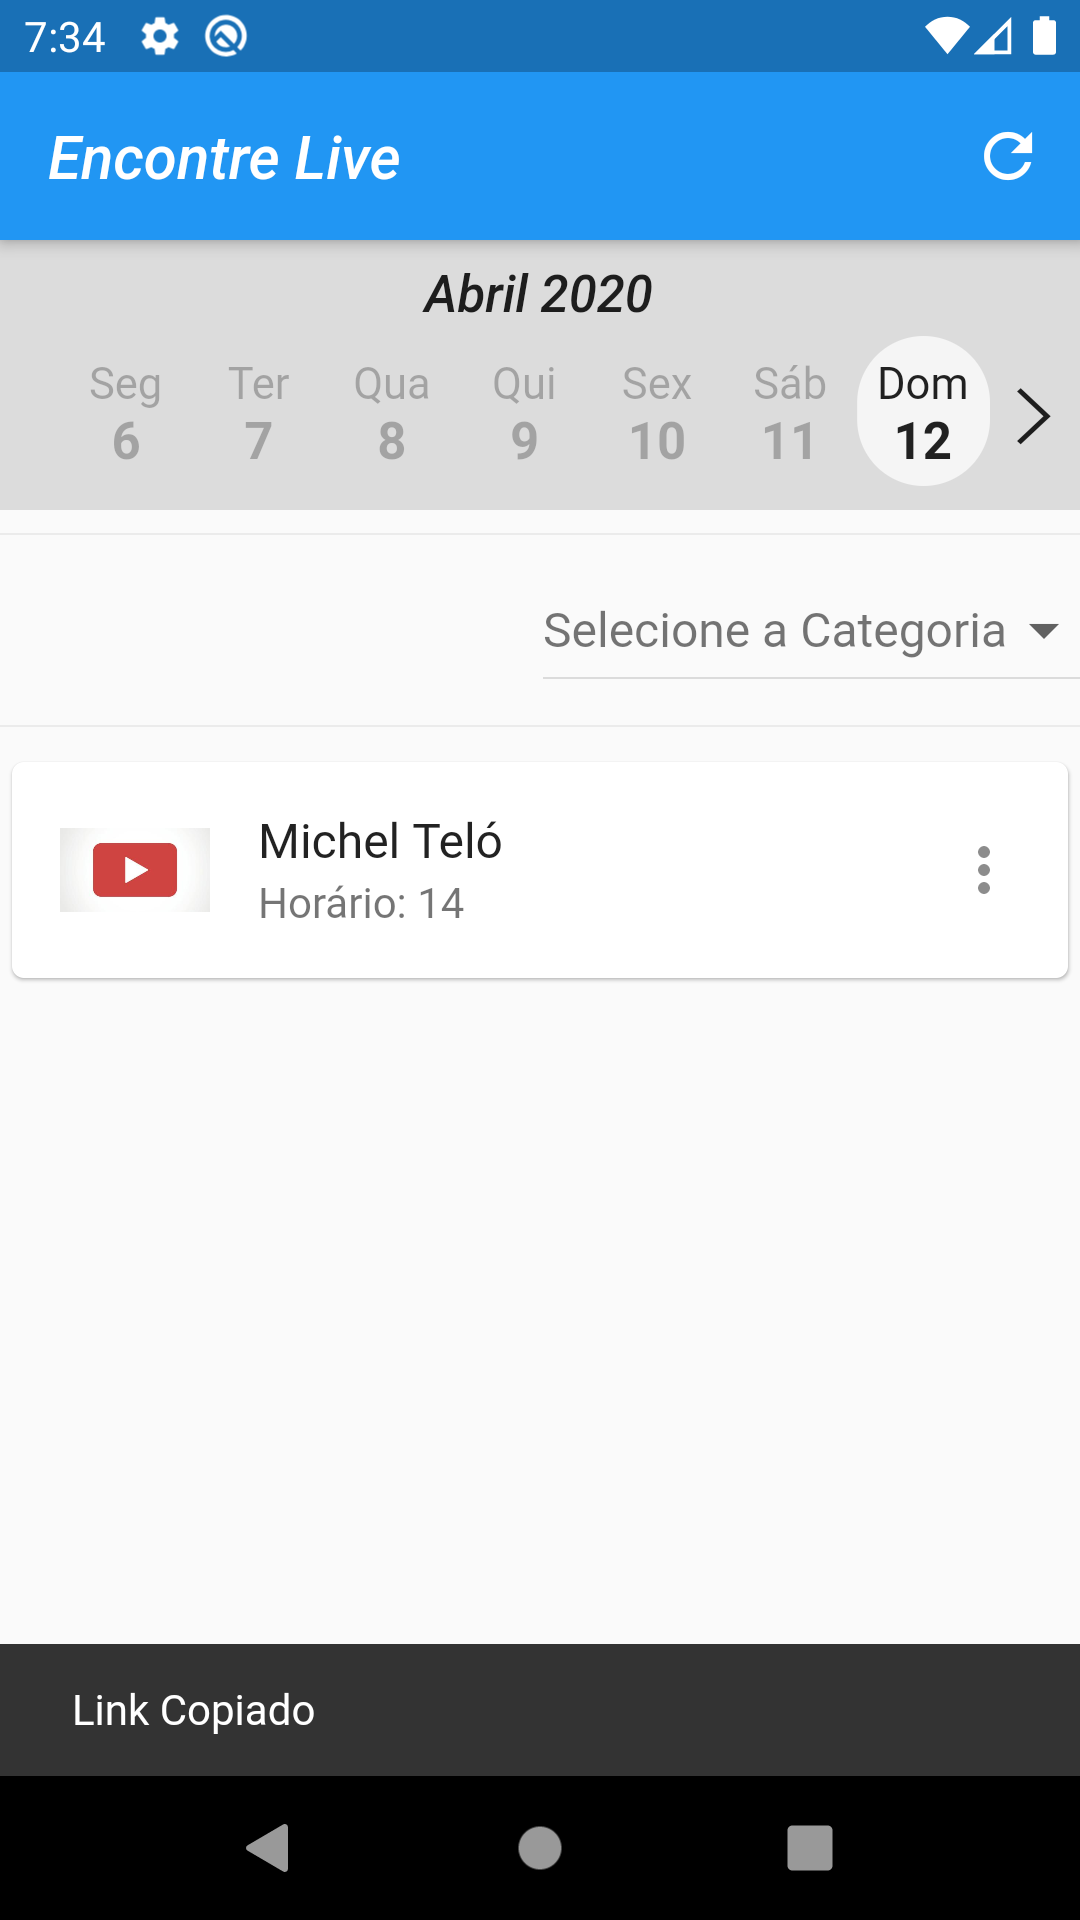 7:34
Encontre Live
Abril 2020
Seg Ter Qua Qui Sex Sáb Dom
6 7 8 9 10 11 12
Selecione a Categoria
Michel Teló
Horário: 14
Link Copiado